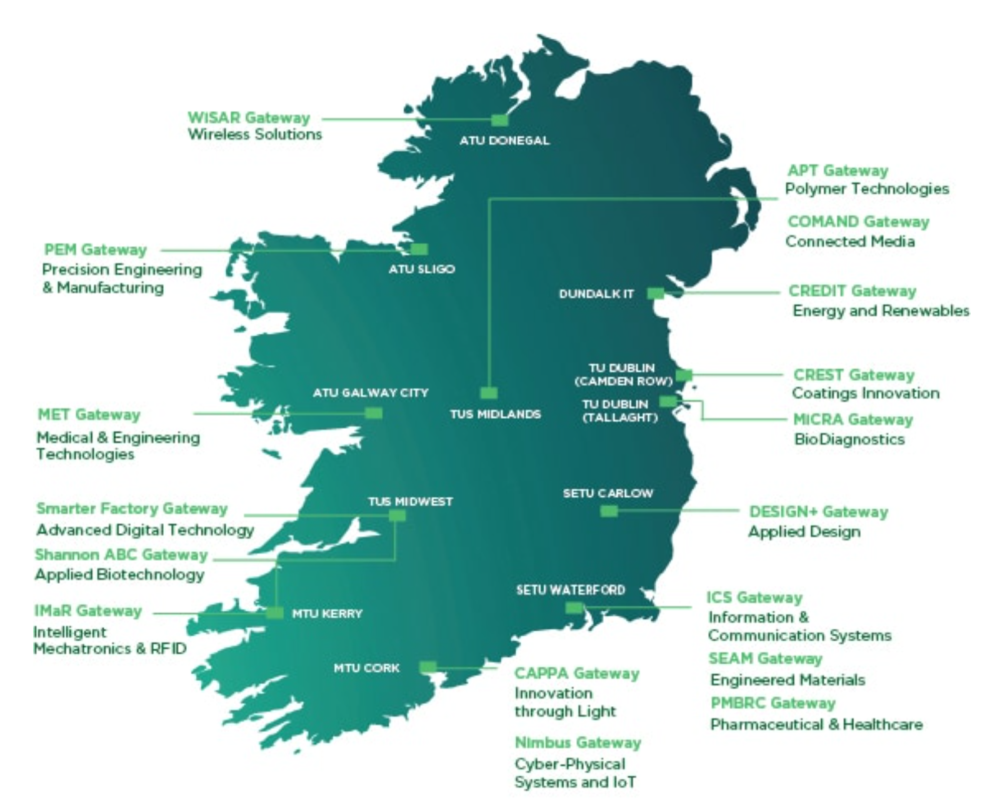 WiSAR Gateway
Wireless Solutions
ATU DONEGAL
APT Gateway
Polymer Technologies
COMAND Gateway
Connected Media
PEM Gateway
Precision Engineering
& Manufacturing
ATU SLIGO
DUNDALK IT
CREDIT Gateway
Energy and Renewables
TU DUBLIN
(CAMDEN ROW)
CREST Gateway
Coatings Innovation
ATU GALWAY CITY
TUS MIDLANDS
TU DUBLIN
(TALLAGHT)
MiCRA Gateway
BioDiagnostics
MET Gateway
Medical & Engineering
Technologies
TUS MIDWEST
SETU CARLOW
Smarter Factory Gateway
Advanced Digital Technology
DESIGN+ Gateway
Applied Design
Shannon ABC Gateway
Applied Biotechnology
SETU WATERFORD
ICS Gateway
Information &
Communication Systems
SEAM Gateway
Engineered Materials
PMBRC Gateway
Pharmaceutical & Healthcare
IMaR Gateway
Intelligent
Mechatronics & RFID
MTU KERRY
MTU CORK
CAPPA Gateway
Innovation
through Light
Nimbus Gateway
Cyber-Physical
Systems and IoT